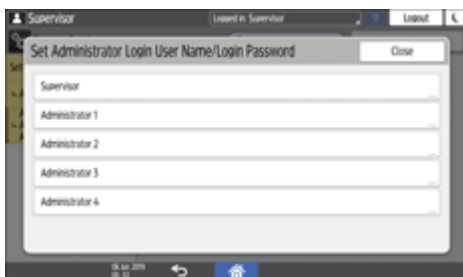 Supervisor
Logged in Supervisor
Logout
Set Administrator Login User Name/Login Password
Close
Supervisor
Administrator 1
Administrator 2
Administrator 3
Administrator 4